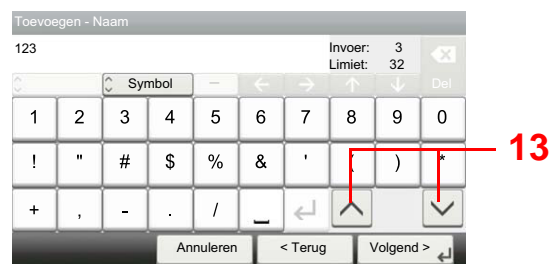 Toevoegen - Naam
123
Invoer: 3
Limiet: 32
Symbol
Del
1 2 3 4 5 6 7 8 9 0
! " # $ % & ' ( ) *
13
+ , - . / _
Annuleren < Terug Volgend >